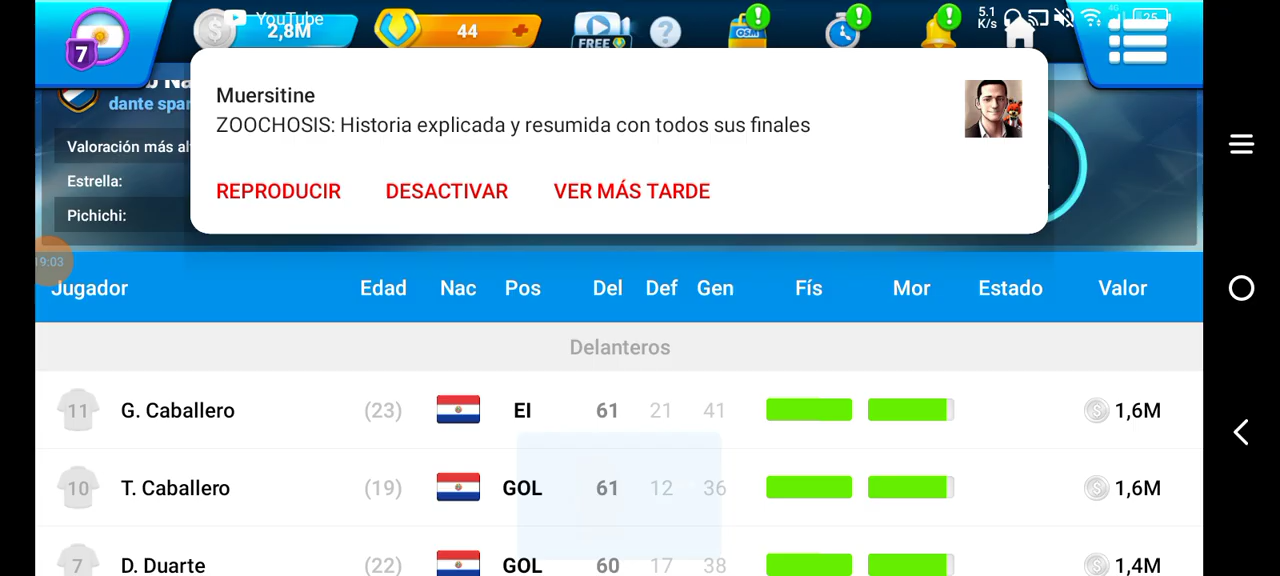 YouTube
5.1
K/s
4G
25
7
2,8M
44
FREE
?
OSM
dante spar
Muersitine
ZOOCHOSIS: Historia explicada y resumida con todos sus finales
REPRODUCIR DESACTIVAR VER MÁS TARDE
Valoración más al
Estrella:
Pichichi:
19:03
Jugador Edad Nac Pos Del Def Gen Fís Mor Estado Valor
Delanteros
11 G. Caballero (23) EI 61 21 41 1,6M
10 T. Caballero (19) GOL 61 12 36 1,6M
7 D. Duarte (22) GOL 60 17 38 1,4M